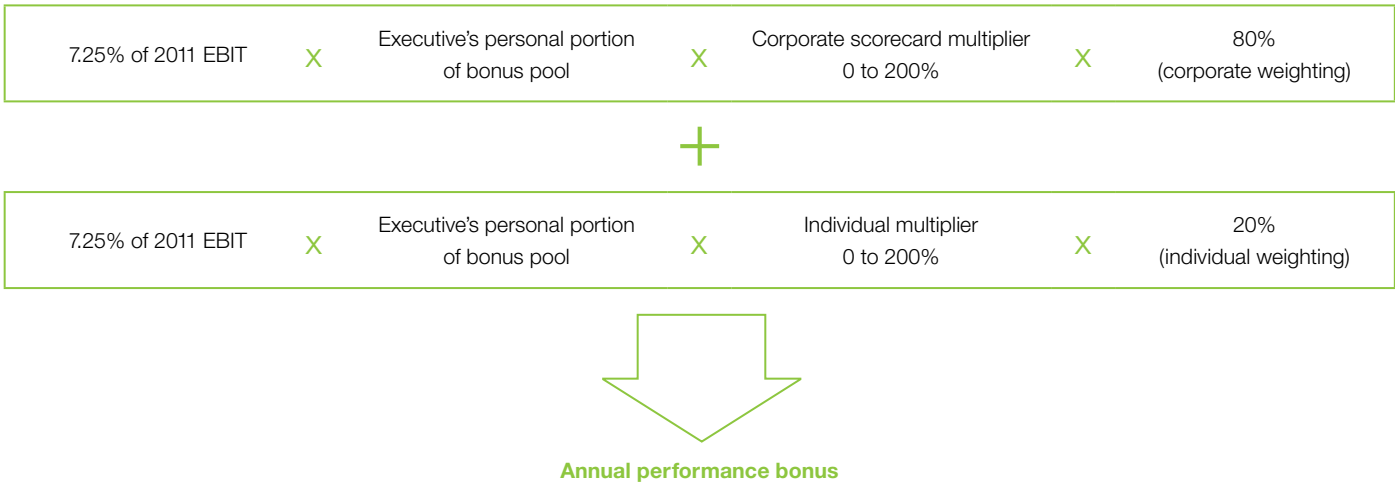 7.25% of 2011 EBIT X Executive’s personal portion X Corporate scorecard multiplier X 80%
of bonus pool 0 to 200% (corporate weighting)
+
7.25% of 2011 EBIT X Executive’s personal portion X Individual multiplier X 20%
of bonus pool 0 to 200% (individual weighting)
Annual performance bonus